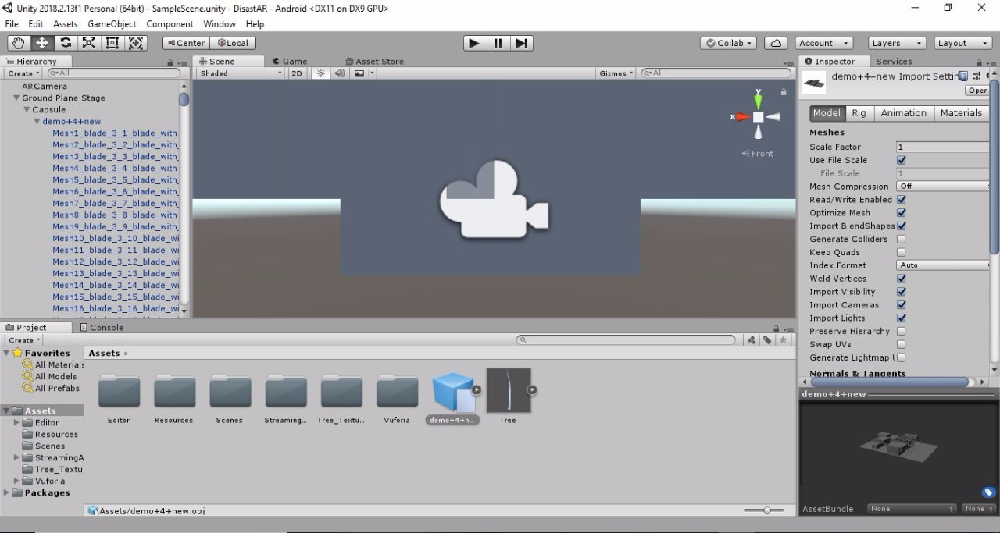 Unity 2018.2.13f1 Personal (64bit) - SampleScene.unity - DisastAR - Android <DX11 on DX9 GPU>
File Edit Assets GameObject Component Window Help
Center Local Collab Account Layers Layout
Hierarchy
Create All
ARCamera
Ground Plane Stage
Capsule
demo+4+new
Mesh1_blade_3_1_blade_with_
Mesh2_blade_3_2_blade_with_
Mesh3_blade_3_3_blade_with_
Mesh4_blade_3_4_blade_with_
Mesh5_blade_3_5_blade_with_
Mesh6_blade_3_6_blade_with_
Mesh7_blade_3_7_blade_with_
Mesh8_blade_3_8_blade_with_
Mesh9_blade_3_9_blade_with_
Mesh10_blade_3_10_blade_wi
Mesh11_blade_3_11_blade_wi
Mesh12_blade_3_12_blade_wi
Mesh13_blade_3_13_blade_wi
Mesh14_blade_3_14_blade_wi
Mesh15_blade_3_15_blade_wi
Mesh16_blade_3_16_blade_wi
Scene Game Asset Store
Shaded 2D Gizmos All
y
x
Front
Inspector Services
demo+4+new Import Settin
Open
Model Rig Animation Materials
Meshes
Scale Factor 1
Use File Scale
File Scale 1
Mesh Compression Off
Read/Write Enabled
Optimize Mesh
Import BlendShapes
Generate Colliders
Keep Quads
Index Format Auto
Weld Vertices
Import Visibility
Import Cameras
Import Lights
Preserve Hierarchy
Swap UVs
Generate Lightmap U
Normals & Tangents
demo+4+new
AssetBundle None None
Project Console
Create
Favorites
All Materials
All Models
All Prefabs
Assets
Editor
Resources
Scenes
StreamingA
Tree_Textu
Vuforia
Packages
Assets
Editor Resources Scenes Streaming... Tree_Textu... Vuforia demo+4+n... Tree
Assets/demo+4+new.obj